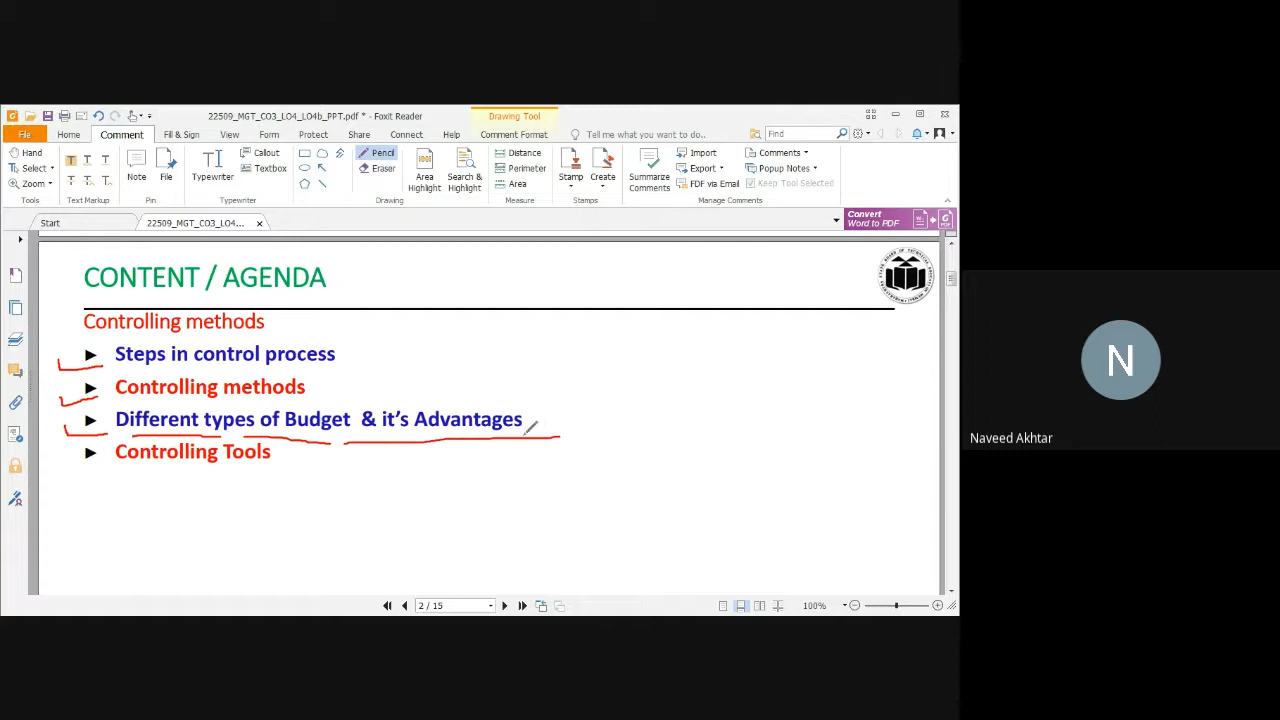 22509_MGT_CO3_LO4_LO4b_PPT.pdf * - Foxit Reader
Drawing Tool
File Home Comment Fill & Sign View Form Protect Share Connect Help Comment Format Tell me what you want to do.. Find
Hand
Select
Zoom
Tools
T T T
T T T
Text Markup
Note
File
Pin
Typewriter
Callout
Textbox
Typewriter
Pencil
Eraser
Area Highlight
Search & Highlight
Drawing
Distance
Perimeter
Area
Measure
Stamp
Create
Stamps
Summarize Comments
Import
Export
FDF via Email
Comments
Popup Notes
Keep Tool Selected
Manage Comments
Start
22509_MGT_CO3_LO4...
Convert
Word to PDF
CONTENT / AGENDA
Controlling methods
Steps in control process
Controlling methods
Different types of Budget & it’s Advantages
Controlling Tools
2 / 15
100%
N
Naveed Akhtar